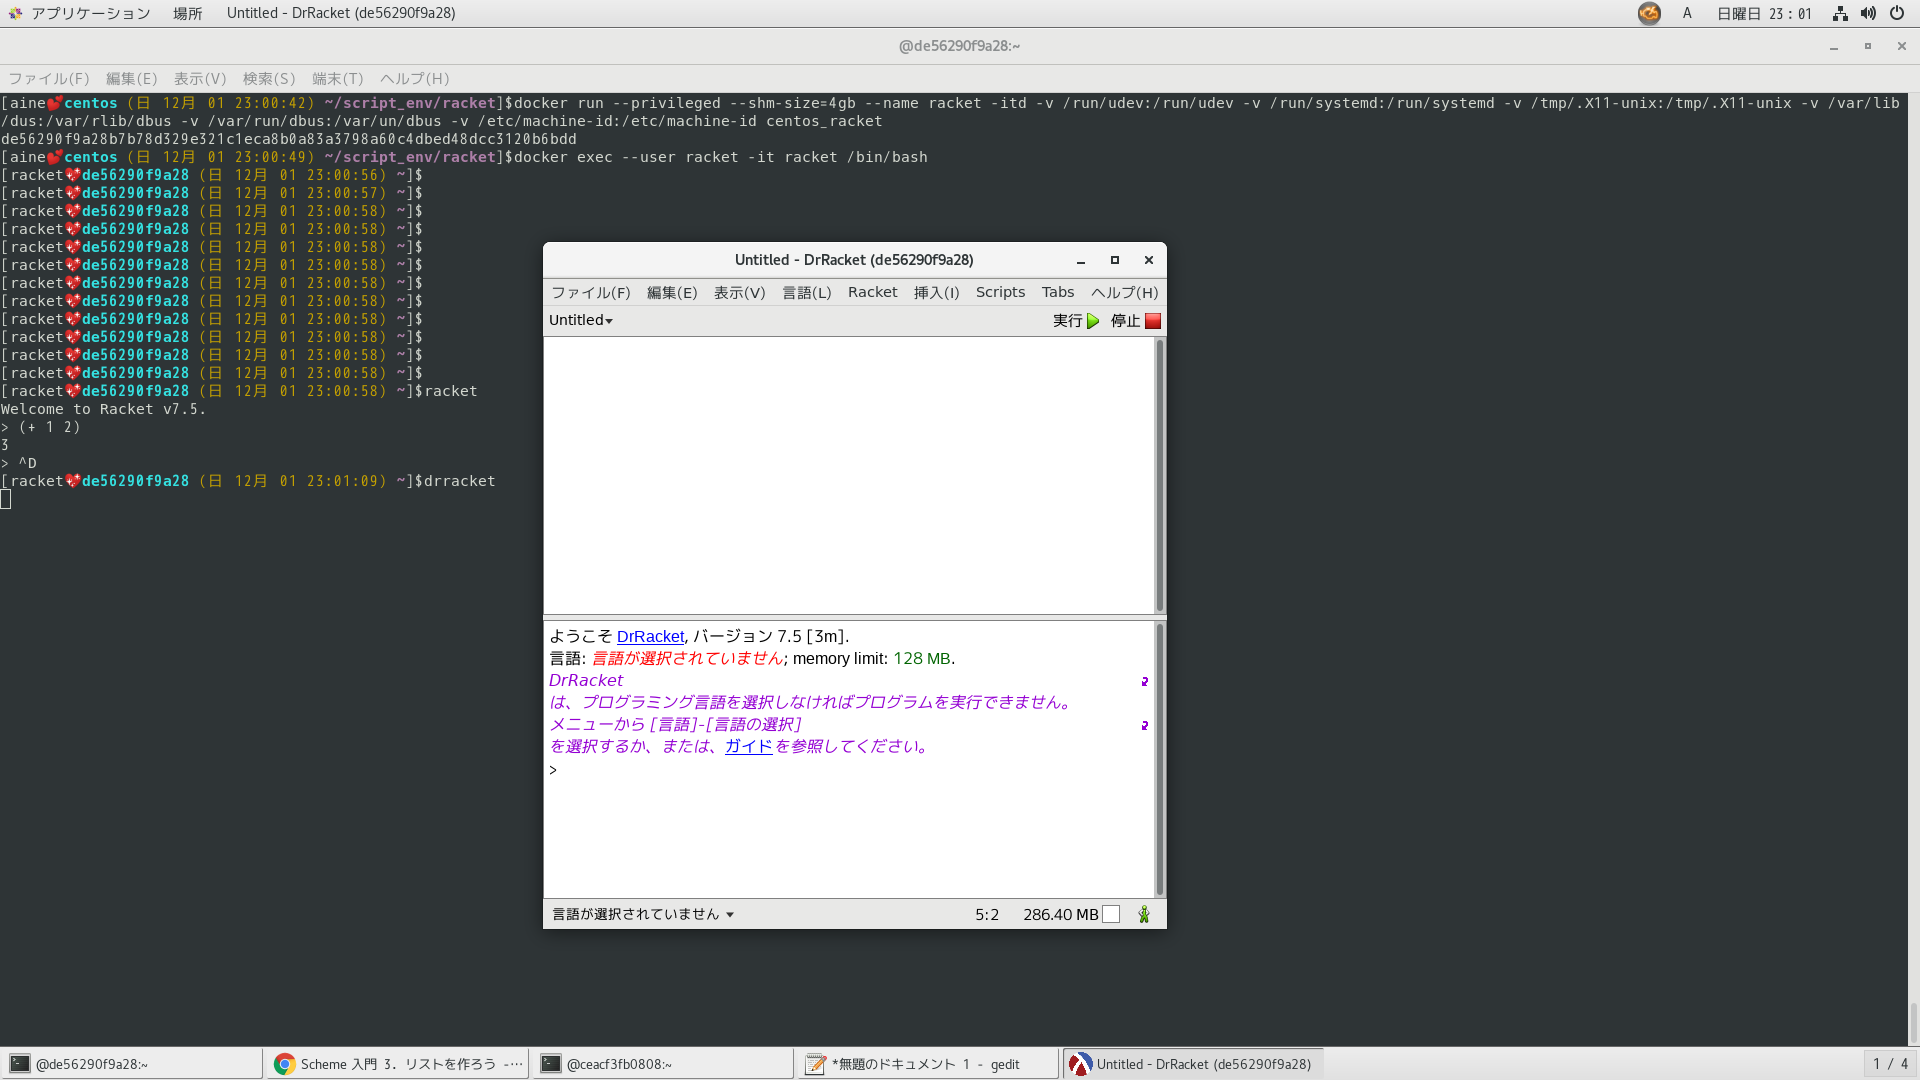 アプリケーション 場所 Untitled - DrRacket (de56290f9a28) A 日曜日 23:01
@de56290f9a28:~
ファイル(F) 編集(E) 表示(V) 検索(S) 端末(T) ヘルプ(H)
[aine💕centos (日 12月 01 23:00:42) ~/script_env/racket]$docker run --privileged --shm-size=4gb --name racket -itd -v /run/udev:/run/udev -v /run/systemd:/run/systemd -v /tmp/.X11-unix:/tmp/.X11-unix -v /var/lib
/dus:/var/rlib/dbus -v /var/run/dbus:/var/un/dbus -v /etc/machine-id:/etc/machine-id centos_racket
de56290f9a28b7b78d329e321c1eca8b0a83a3798a60c4dbed48dcc3120b6bdd
[aine💕centos (日 12月 01 23:00:49) ~/script_env/racket]$docker exec --user racket -it racket /bin/bash
[racket💖de56290f9a28 (日 12月 01 23:00:56) ~]$
[racket💖de56290f9a28 (日 12月 01 23:00:57) ~]$
[racket💖de56290f9a28 (日 12月 01 23:00:58) ~]$
[racket💖de56290f9a28 (日 12月 01 23:00:58) ~]$
[racket💖de56290f9a28 (日 12月 01 23:00:58) ~]$
[racket💖de56290f9a28 (日 12月 01 23:00:58) ~]$
[racket💖de56290f9a28 (日 12月 01 23:00:58) ~]$
[racket💖de56290f9a28 (日 12月 01 23:00:58) ~]$
[racket💖de56290f9a28 (日 12月 01 23:00:58) ~]$
[racket💖de56290f9a28 (日 12月 01 23:00:58) ~]$
[racket💖de56290f9a28 (日 12月 01 23:00:58) ~]$
[racket💖de56290f9a28 (日 12月 01 23:00:58) ~]$
[racket💖de56290f9a28 (日 12月 01 23:00:58) ~]$racket
Welcome to Racket v7.5.
> (+ 1 2)
3
> ^D
[racket💖de56290f9a28 (日 12月 01 23:01:09) ~]$drracket
Untitled - DrRacket (de56290f9a28)
ファイル(F) 編集(E) 表示(V) 言語(L) Racket 挿入(I) Scripts Tabs ヘルプ(H)
Untitled 実行 停止
ようこそ DrRacket, バージョン 7.5 [3m].
言語: 言語が選択されていません; memory limit: 128 MB.
DrRacket
は、プログラミング言語を選択しなければプログラムを実行できません。
メニューから [言語]-[言語の選択]
を選択するか、または、ガイドを参照してください。
>
言語が選択されていません 5:2 286.40 MB
@de56290f9a28:~ Scheme 入門 3. リストを作ろう -… @ceacf3fb0808:~ *無題のドキュメント 1 - gedit Untitled - DrRacket (de56290f9a28) 1 / 4